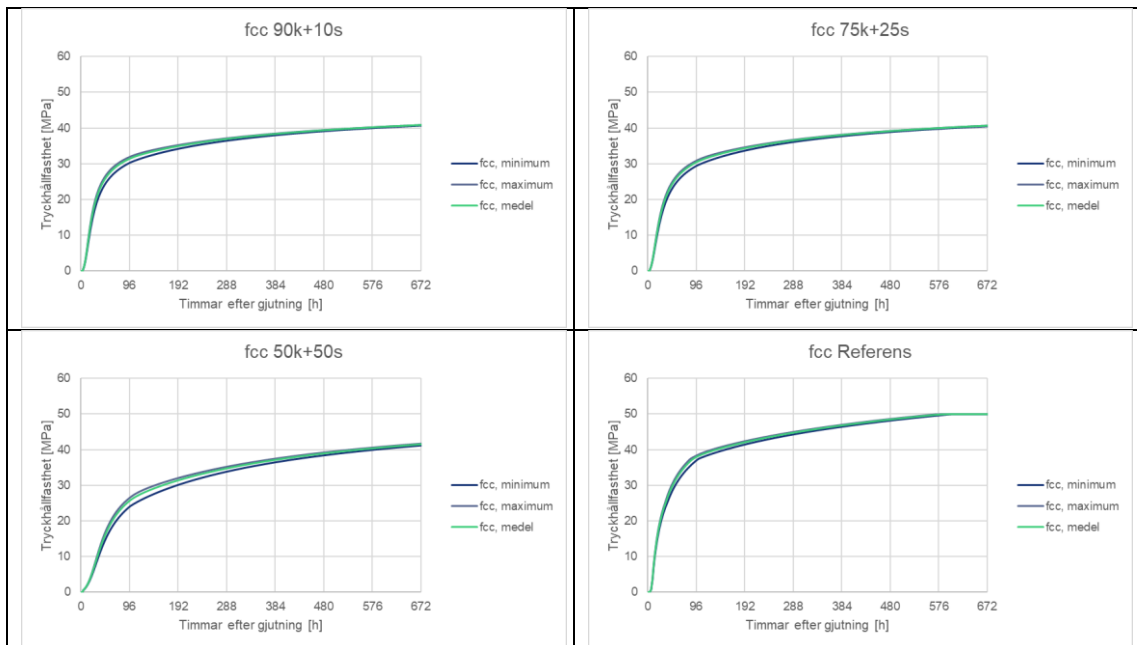 fcc 90k+10s
Tryckhållfasthet [MPa]
60
50
40
30
20
10
0
0 96 192 288 384 480 576 672
Timmar efter gjutning [h]
fcc, minimum
fcc, maximum
fcc, medel
fcc 75k+25s
Tryckhållfasthet [MPa]
60
50
40
30
20
10
0
0 96 192 288 384 480 576 672
Timmar efter gjutning [h]
fcc, minimum
fcc, maximum
fcc, medel
fcc 50k+50s
Tryckhållfasthet [MPa]
60
50
40
30
20
10
0
0 96 192 288 384 480 576 672
Timmar efter gjutning [h]
fcc, minimum
fcc, maximum
fcc, medel
fcc Referens
Tryckhållfasthet [MPa]
60
50
40
30
20
10
0
0 96 192 288 384 480 576 672
Timmar efter gjutning [h]
fcc, minimum
fcc, maximum
fcc, medel